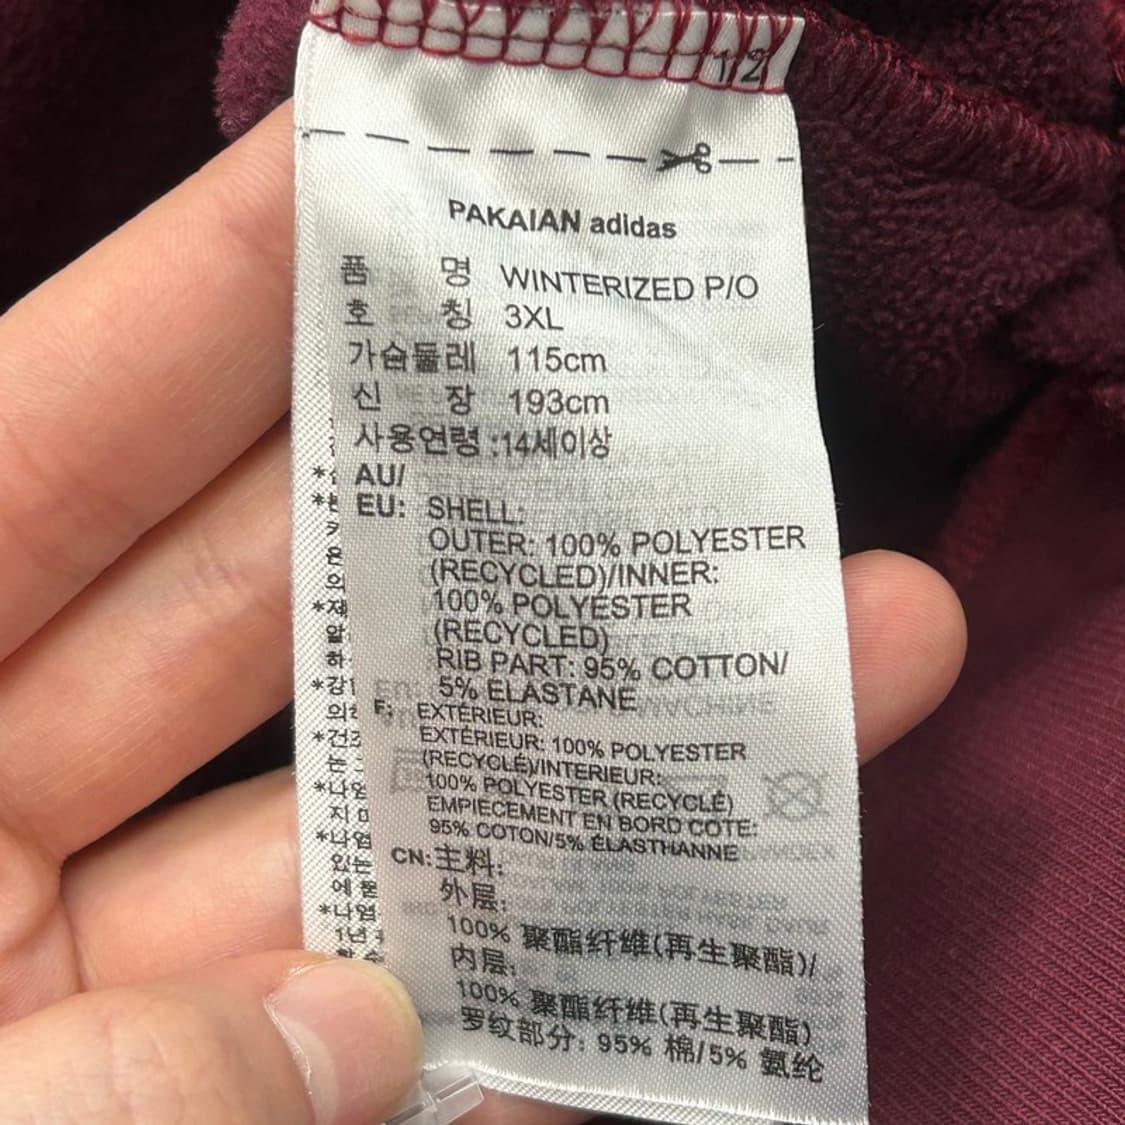 12
PAKAIAN adidas
품 명 WINTERIZED P/O
호 칭 3XL
가슴둘레 115cm
신 장 193cm
사용연령 :14세이상
AU/
EU: SHELL:
OUTER: 100% POLYESTER
(RECYCLED)/INNER:
100% POLYESTER
(RECYCLED)
RIB PART: 95% COTTON/
5% ELASTANE
F: EXTÉRIEUR:
EXTÉRIEUR: 100% POLYESTER
(RECYCLÉ)/INTERIEUR:
100% POLYESTER (RECYCLÉ)
EMPIECEMENT EN BORD COTE:
95% COTON/5% ÉLASTHANNE
CN:主料:
外层:
100% 聚酯纤维(再生聚酯)/
内层:
100% 聚酯纤维(再生聚酯)
罗纹部分: 95% 棉/5% 氨纶